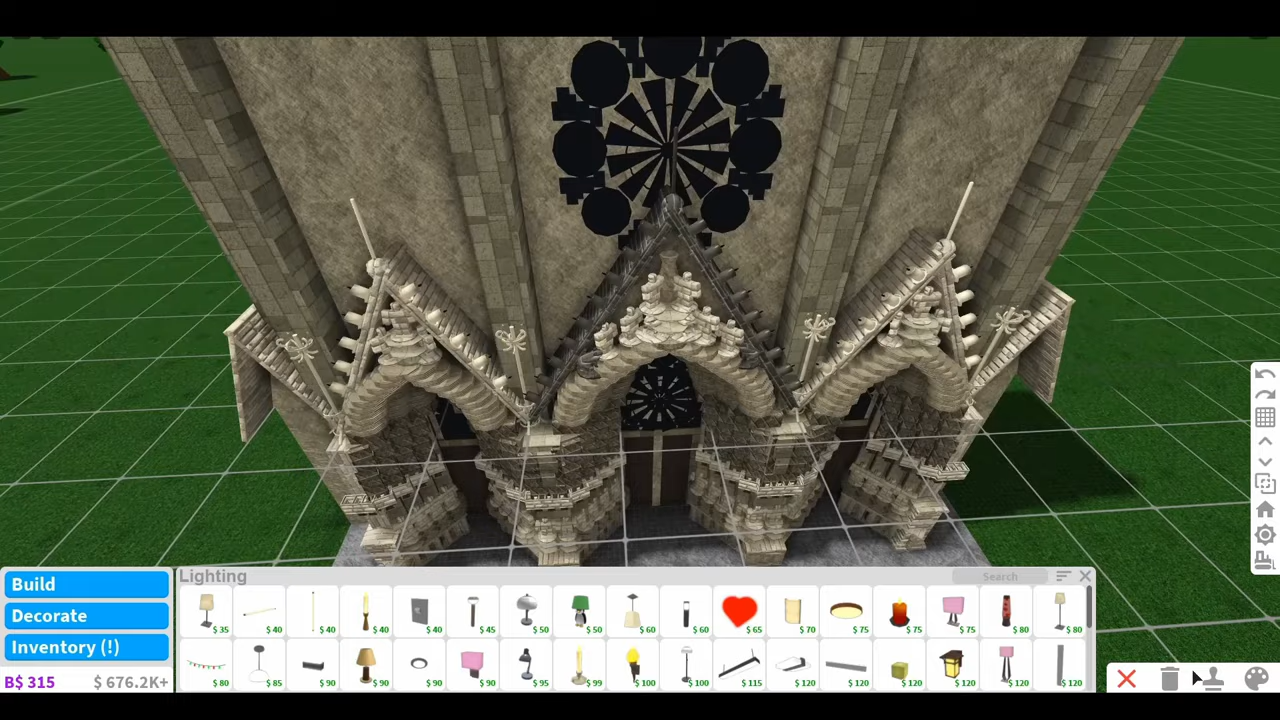 Build
Decorate
Inventory (!)
B$ 315 $ 676.2K+
Lighting Search
$ 35 $ 40 $ 40 $ 40 $ 40 $ 45 $ 50 $ 50 $ 60 $ 60 $ 65 $ 70 $ 75 $ 75 $ 75 $ 80 $ 80
$ 80 $ 85 $ 90 $ 90 $ 90 $ 90 $ 95 $ 99 $ 100 $ 100 $ 115 $ 120 $ 120 $ 120 $ 120 $ 120 $ 120